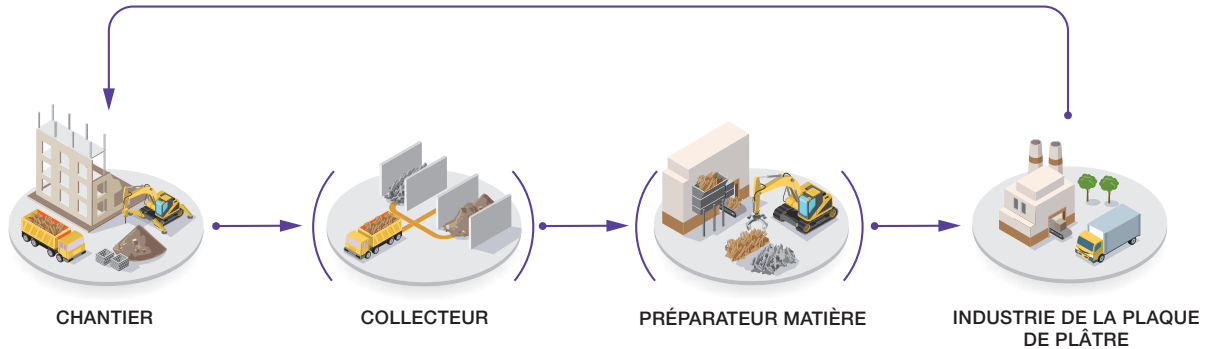 CHANTIER
COLLECTEUR
PRÉPARATEUR MATIÈRE
INDUSTRIE DE LA PLAQUE
DE PLÂTRE